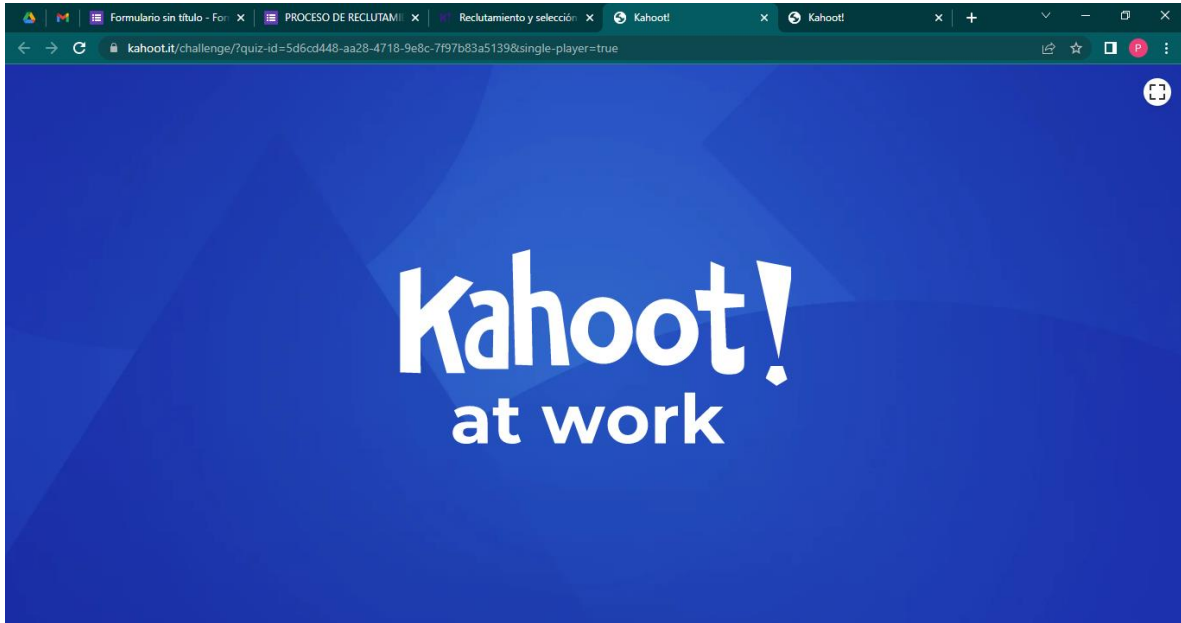 Formulario sin título - For
PROCESO DE RECLUTAMI
Reclutamiento y selección
Kahoot!
Kahoot!
kahoot.it/challenge/?quiz-id=5d6cd448-aa28-4718-9e8c-7f97b83a5139&single-player=true
P
Kahoot!
at work